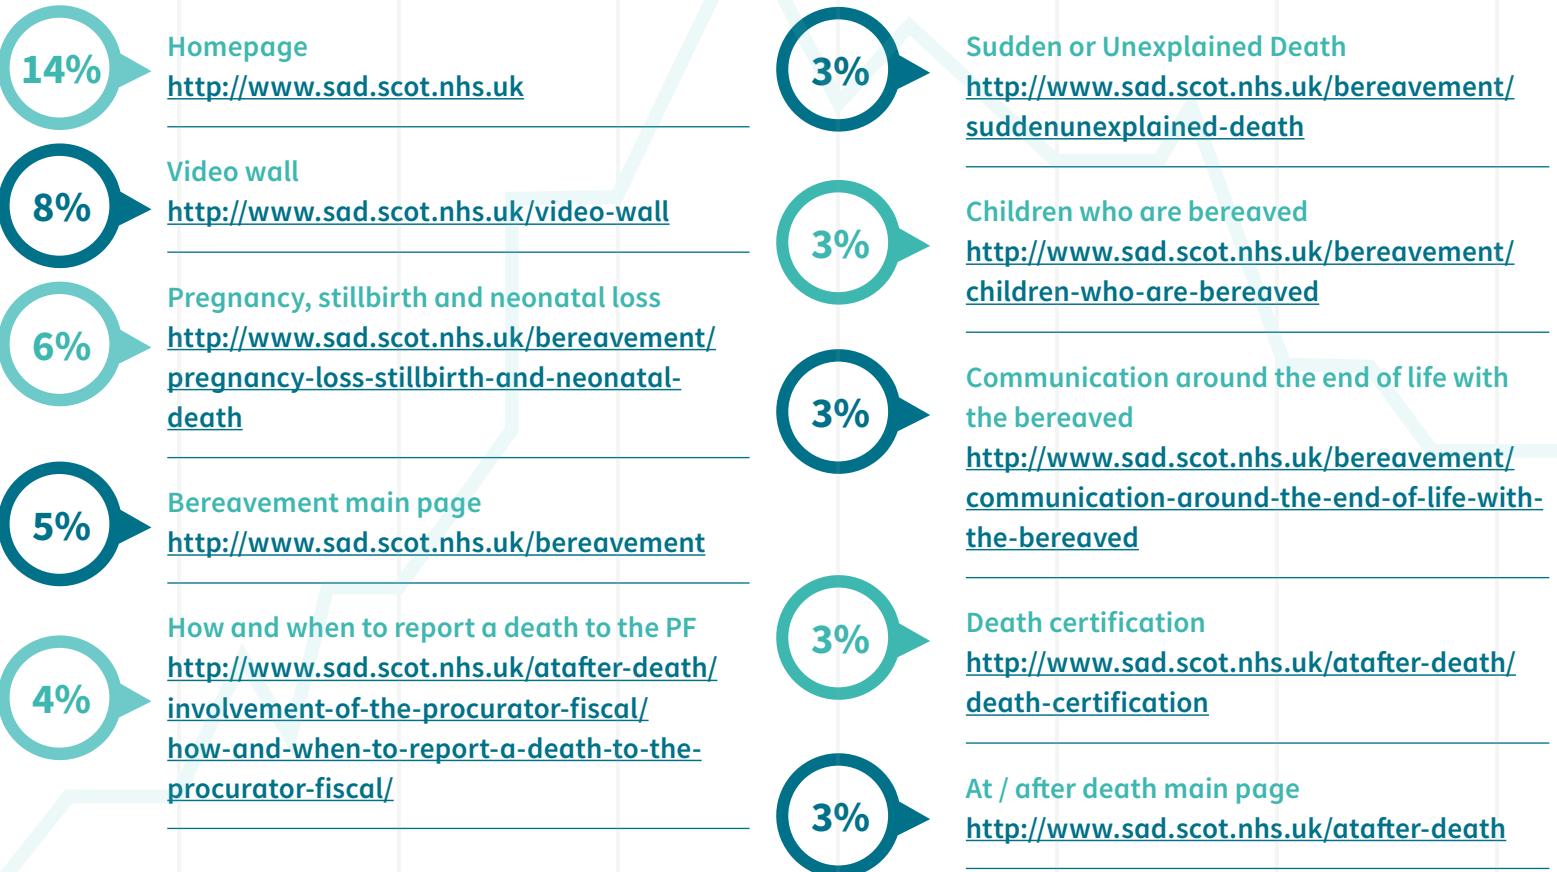 14%
Homepage
http://www.sad.scot.nhs.uk
8%
Video wall
http://www.sad.scot.nhs.uk/video-wall
6%
Pregnancy, stillbirth and neonatal loss
http://www.sad.scot.nhs.uk/bereavement/
pregnancy-loss-stillbirth-and-neonatal-
death
5%
Bereavement main page
http://www.sad.scot.nhs.uk/bereavement
4%
How and when to report a death to the PF
http://www.sad.scot.nhs.uk/atafter-death/
involvement-of-the-procurator-fiscal/
how-and-when-to-report-a-death-to-the-
procurator-fiscal/
3%
Sudden or Unexplained Death
http://www.sad.scot.nhs.uk/bereavement/
suddenunexplained-death
3%
Children who are bereaved
http://www.sad.scot.nhs.uk/bereavement/
children-who-are-bereaved
3%
Communication around the end of life with
the bereaved
http://www.sad.scot.nhs.uk/bereavement/
communication-around-the-end-of-life-with-
the-bereaved
3%
Death certification
http://www.sad.scot.nhs.uk/atafter-death/
death-certification
3%
At / after death main page
http://www.sad.scot.nhs.uk/atafter-death